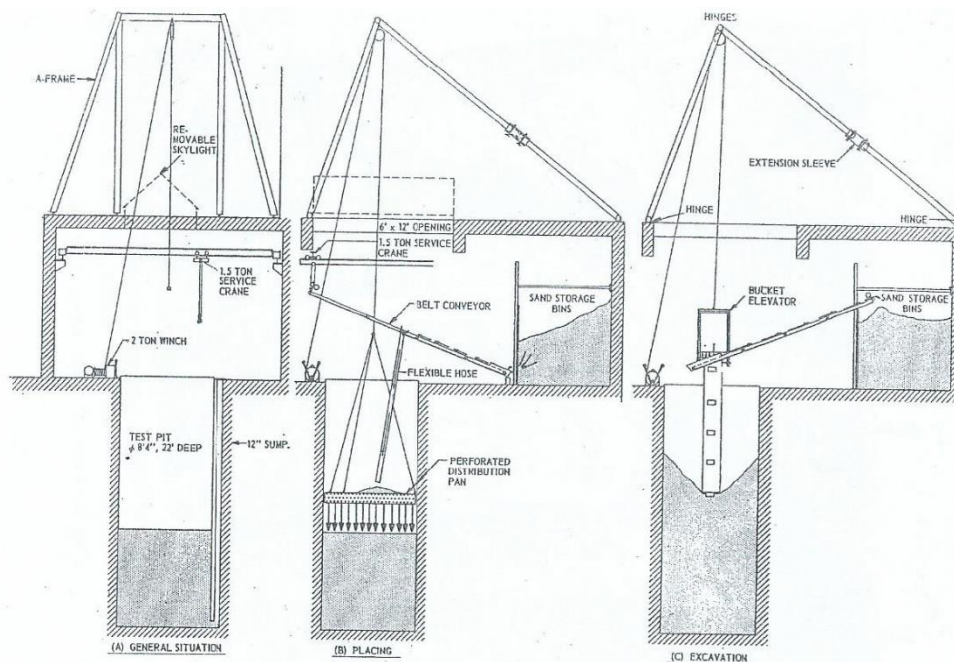 A-FRAME
RE-
MOVABLE
SKYLIGHT
1.5 TON
SERVICE
CRANE
2 TON WINCH
TEST PIT
φ 8'4", 22' DEEP
12" SUMP.
(A) GENERAL SITUATION
6' x 12' OPENING
1.5 TON SERVICE
CRANE
BELT CONVEYOR
SAND STORAGE
BINS
FLEXIBLE HOSE
PERFORATED
DISTRIBUTION
PAN
(B) PLACING
HINGES
EXTENSION SLEEVE
HINGE
HINGE
BUCKET
ELEVATOR
SAND STORAGE
BINS
(C) EXCAVATION